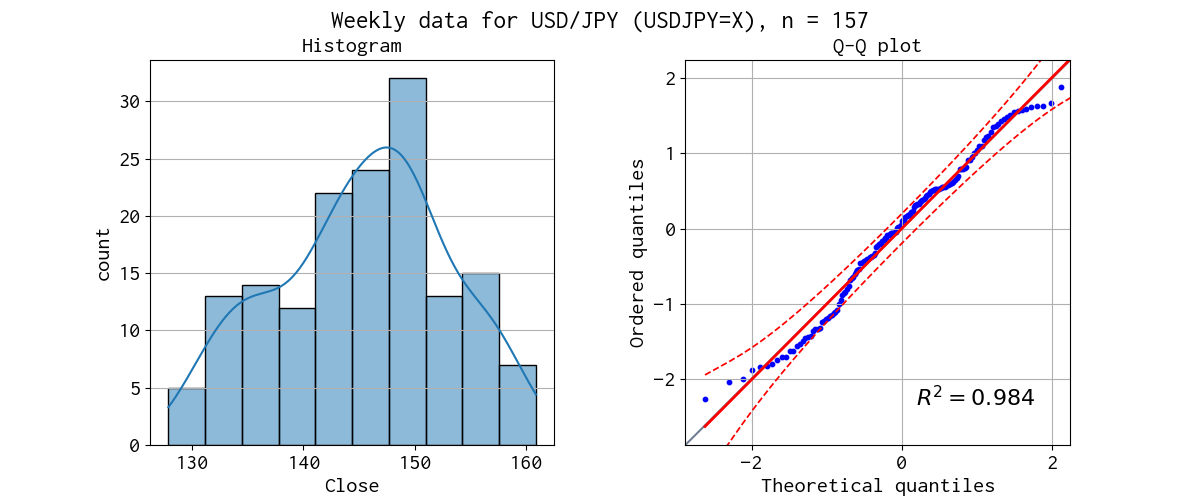 Weekly data for USD/JPY (USDJPY=X), n = 157
Histogram
30
25
20
15
10
5
0
130 140 150 160
count
Close
Q-Q plot
2
1
0
−1
−2
−2 0 2
Ordered quantiles
Theoretical quantiles
R² = 0.984